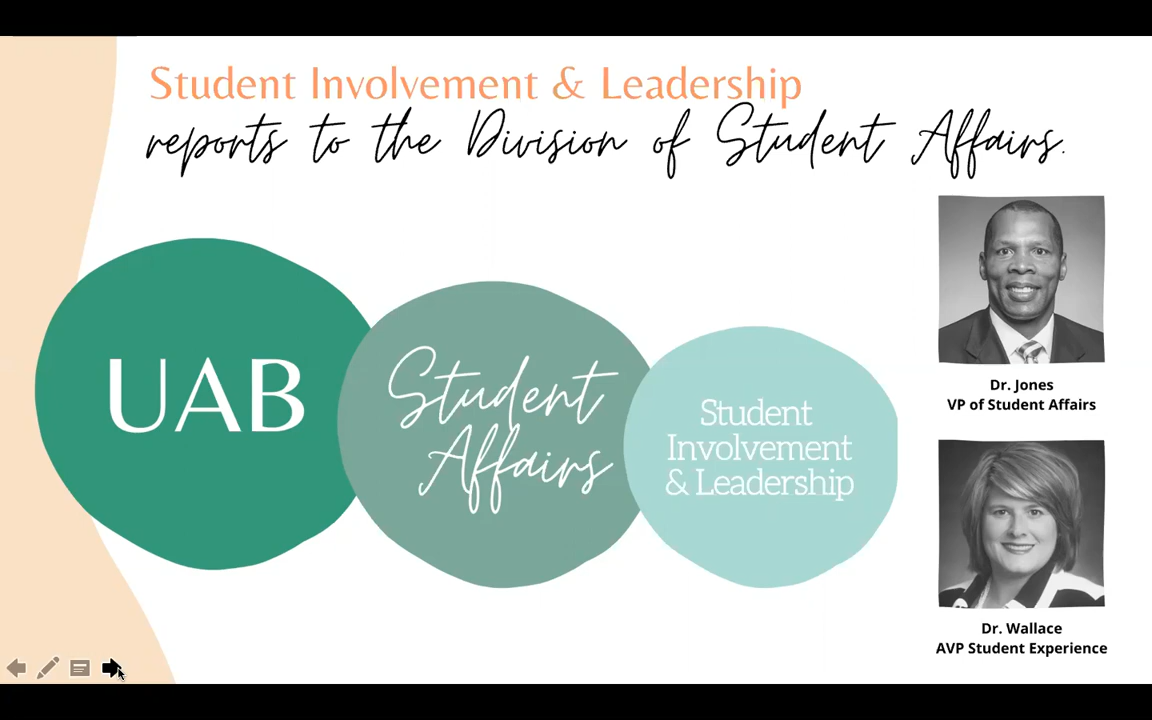 Student Involvement & Leadership
reports to the Division of Student Affairs.
UAB
Student
Affairs
Student
Involvement
& Leadership
Dr. Jones
VP of Student Affairs
Dr. Wallace
AVP Student Experience